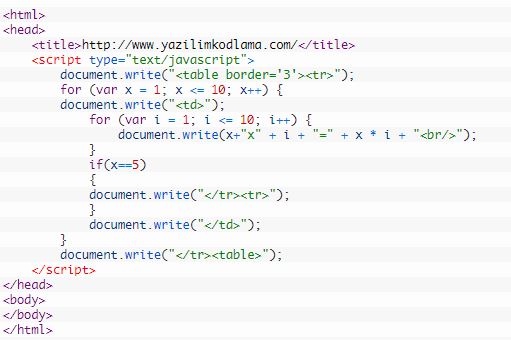 <html>
<head>
    <title>http://www.yazilimkodlama.com/</title>
    <script type="text/javascript">
        document.write("<table border='3'><tr>");
        for (var x = 1; x <= 10; x++) {
        document.write("<td>");
            for (var i = 1; i <= 10; i++) {
                document.write(x+"x" + i + "=" + x * i + "<br/>");
            }
            if(x==5)
            {
            document.write("</tr><tr>");
            }
            document.write("</td>");
        }
        document.write("</tr><table>");
    </script>
</head>
<body>
</body>
</html>